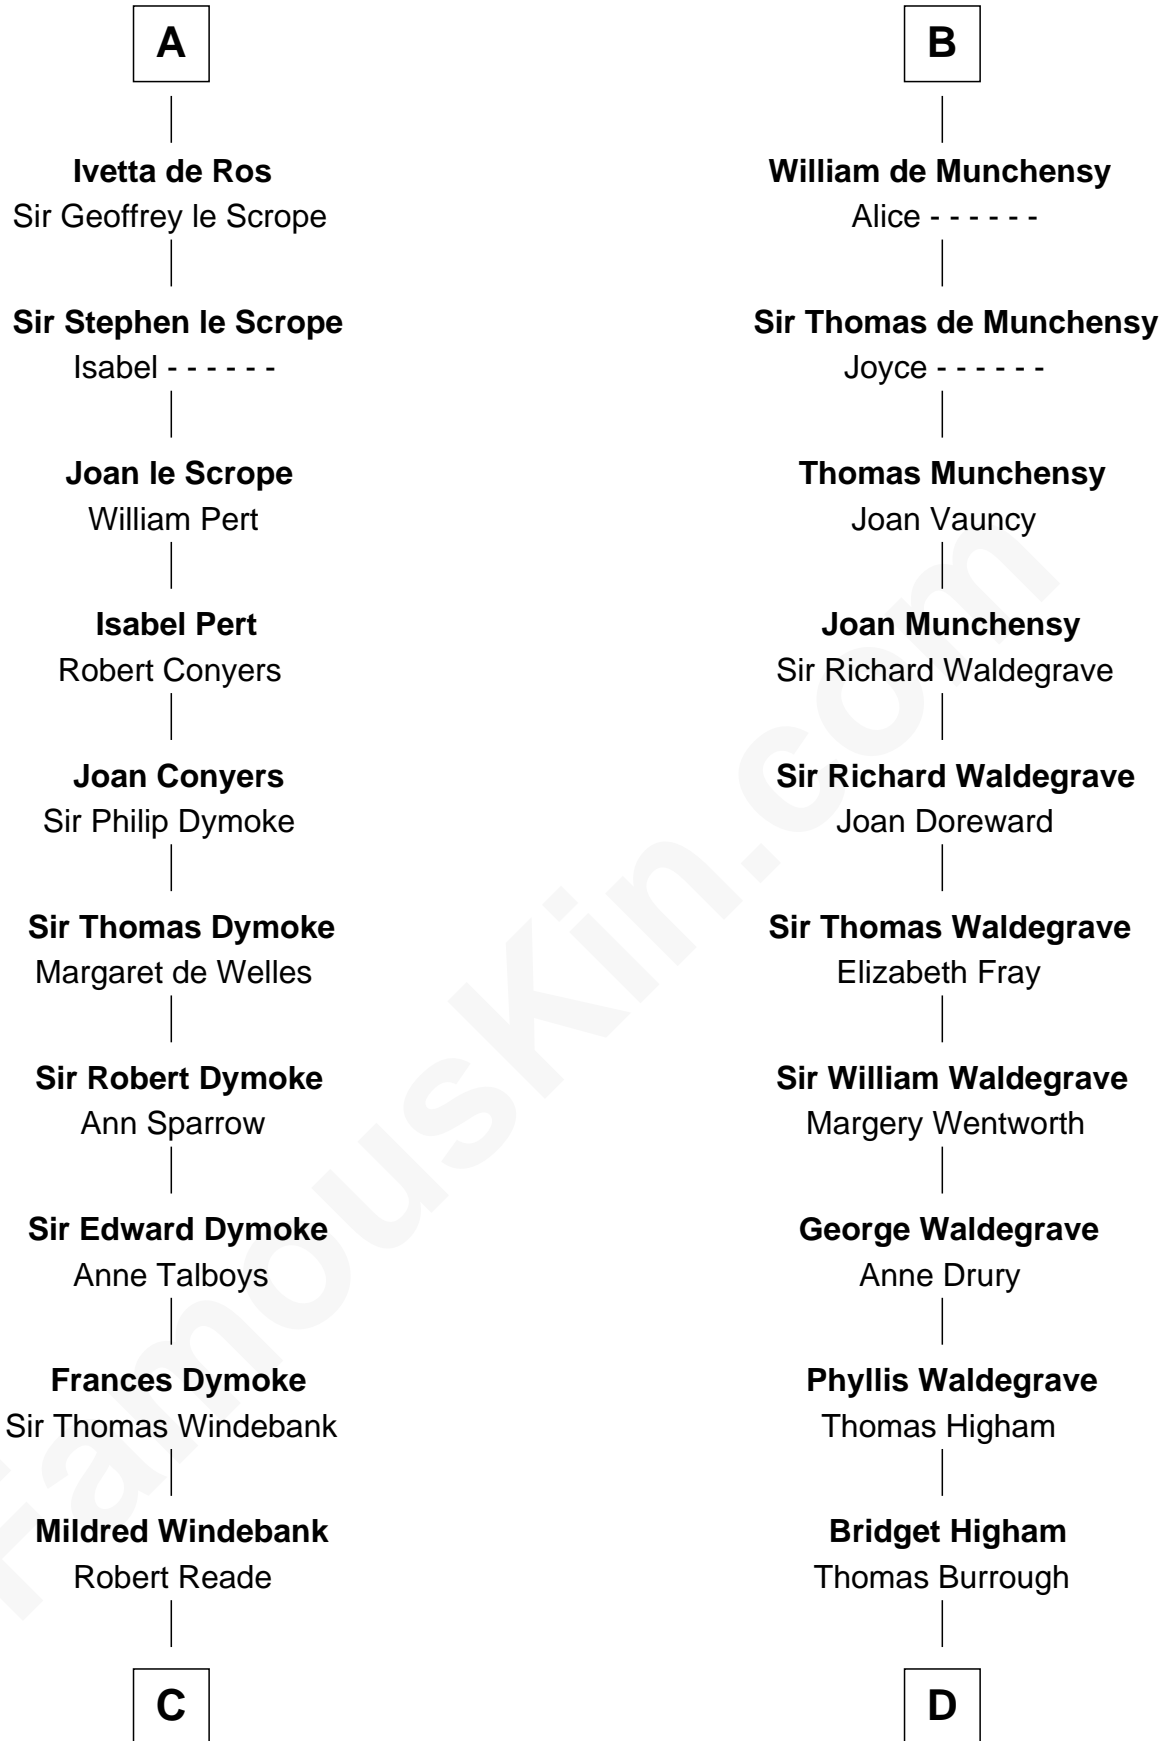 A
Ivetta de Ros
Sir Geoffrey le Scrope
Sir Stephen le Scrope
Isabel - - - - - -
Joan le Scrope
William Pert
Isabel Pert
Robert Conyers
Joan Conyers
Sir Philip Dymoke
Sir Thomas Dymoke
Margaret de Welles
Sir Robert Dymoke
Ann Sparrow
Sir Edward Dymoke
Anne Talboys
Frances Dymoke
Sir Thomas Windebank
Mildred Windebank
Robert Reade
C
B
William de Munchensy
Alice - - - - - -
Sir Thomas de Munchensy
Joyce - - - - - -
Thomas Munchensy
Joan Vauncy
Joan Munchensy
Sir Richard Waldegrave
Sir Richard Waldegrave
Joan Doreward
Sir Thomas Waldegrave
Elizabeth Fray
Sir William Waldegrave
Margery Wentworth
George Waldegrave
Anne Drury
Phyllis Waldegrave
Thomas Higham
Bridget Higham
Thomas Burrough
D
FamousKin.com